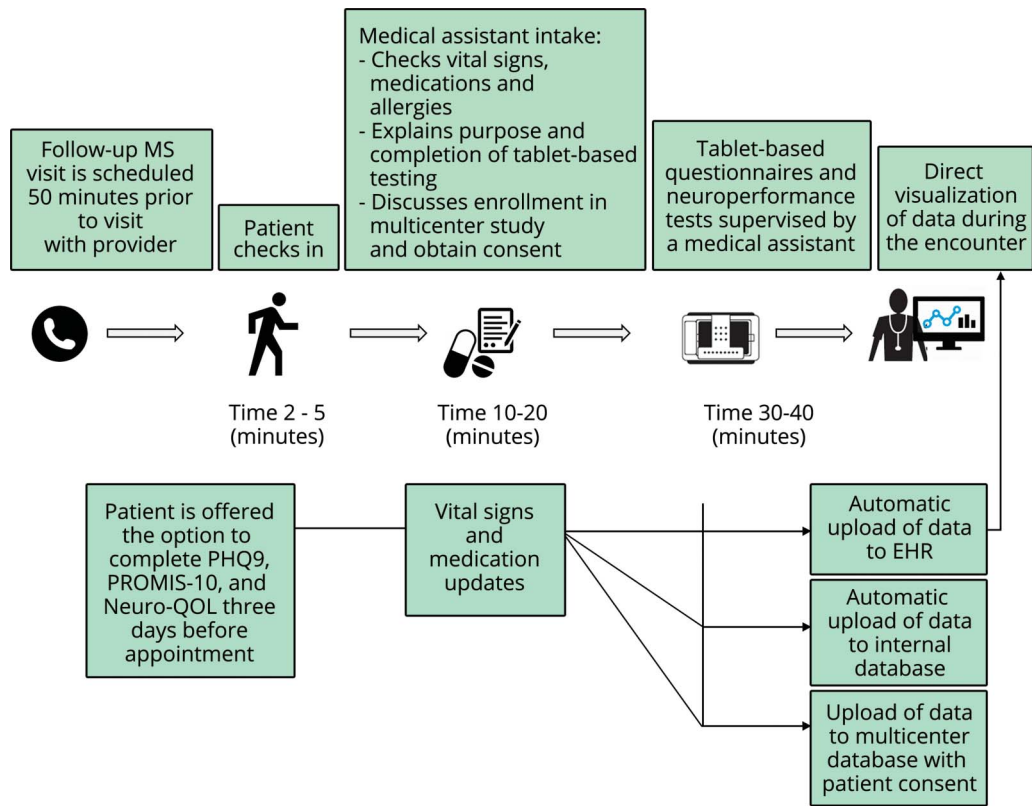 Follow-up MS
visit is scheduled
50 minutes prior
to visit
with provider
Patient
checks in
Medical assistant intake:
- Checks vital signs,
medications and
allergies
- Explains purpose and
completion of tablet-based
testing
- Discusses enrollment in
multicenter study
and obtain consent
Tablet-based
questionnaires and
neuroperformance
tests supervised by
a medical assistant
Direct
visualization
of data during
the encounter
Time 2 - 5
(minutes)
Time 10-20
(minutes)
Time 30-40
(minutes)
Patient is offered
the option to
complete PHQ9,
PROMIS-10, and
Neuro-QOL three
days before
appointment
Vital signs
and
medication
updates
Automatic
upload of data
to EHR
Automatic
upload of data
to internal
database
Upload of data
to multicenter
database with
patient consent